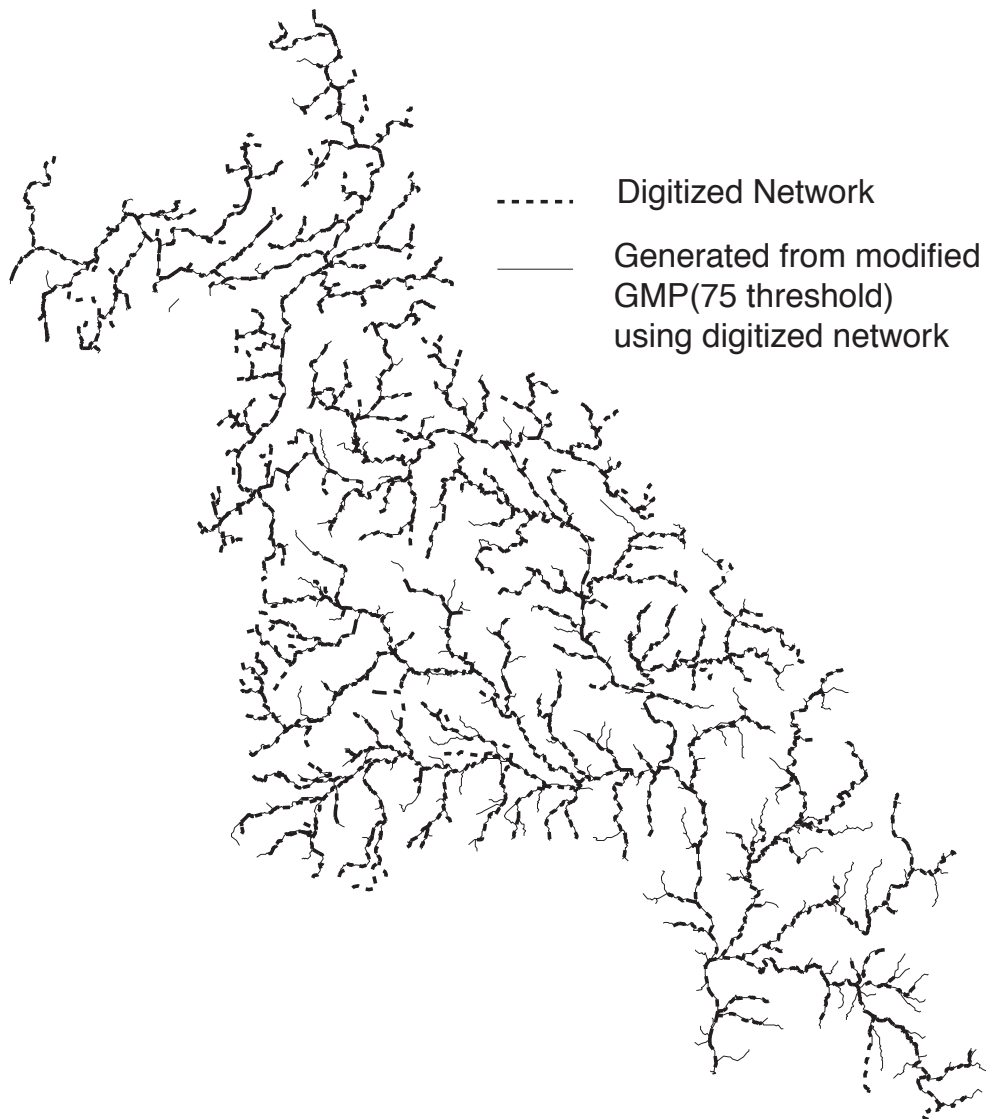 Digitized Network
Generated from modified
GMP(75 threshold)
using digitized network